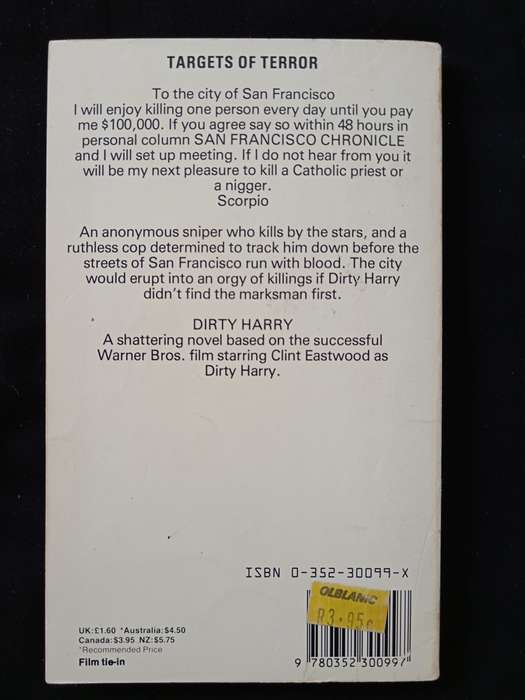 TARGETS OF TERROR
To the city of San Francisco
I will enjoy killing one person every day until you pay
me $100,000. If you agree say so within 48 hours in
personal column SAN FRANCISCO CHRONICLE
and I will set up meeting. If I do not hear from you it
will be my next pleasure to kill a Catholic priest or
a nigger.
Scorpio
An anonymous sniper who kills by the stars, and a
ruthless cop determined to track him down before the
streets of San Francisco run with blood. The city
would erupt into an orgy of killings if Dirty Harry
didn't find the marksman first.
DIRTY HARRY
A shattering novel based on the successful
Warner Bros. film starring Clint Eastwood as
Dirty Harry.
ISBN 0-352-30099-X
OLBLANIC
R3.95c
UK: £1.60 *Australia: $4.50
Canada: $3.95 NZ: $5.75
*Recommended Price
Film tie-in
9 780352 300997